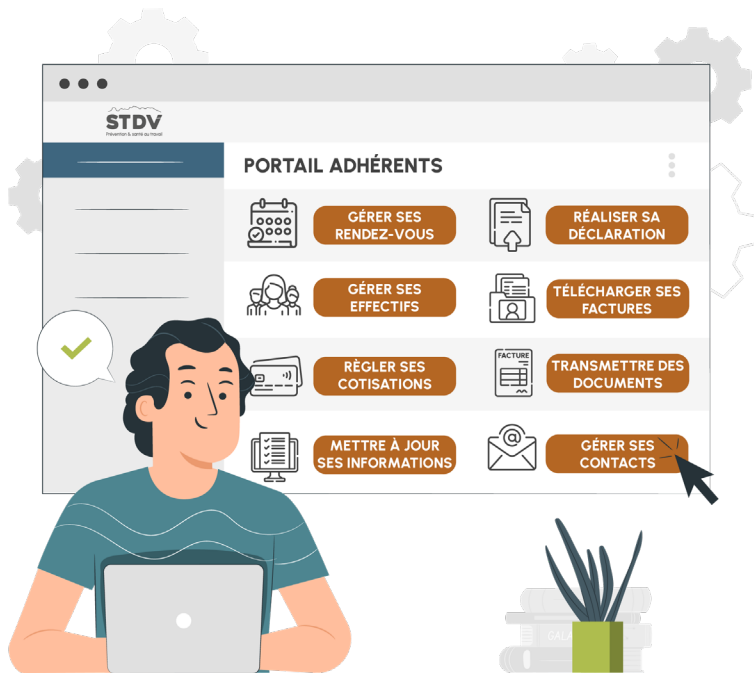 STDV
Prévention & santé au travail
PORTAIL ADHÉRENTS
GÉRER SES
RENDEZ-VOUS
RÉALISER SA
DÉCLARATION
GÉRER SES
EFFECTIFS
TÉLÉCHARGER SES
FACTURES
RÈGLER SES
COTISATIONS
FACTURE
TRANSMETTRE DES
DOCUMENTS
METTRE À JOUR
SES INFORMATIONS
@
GÉRER SES
CONTACTS